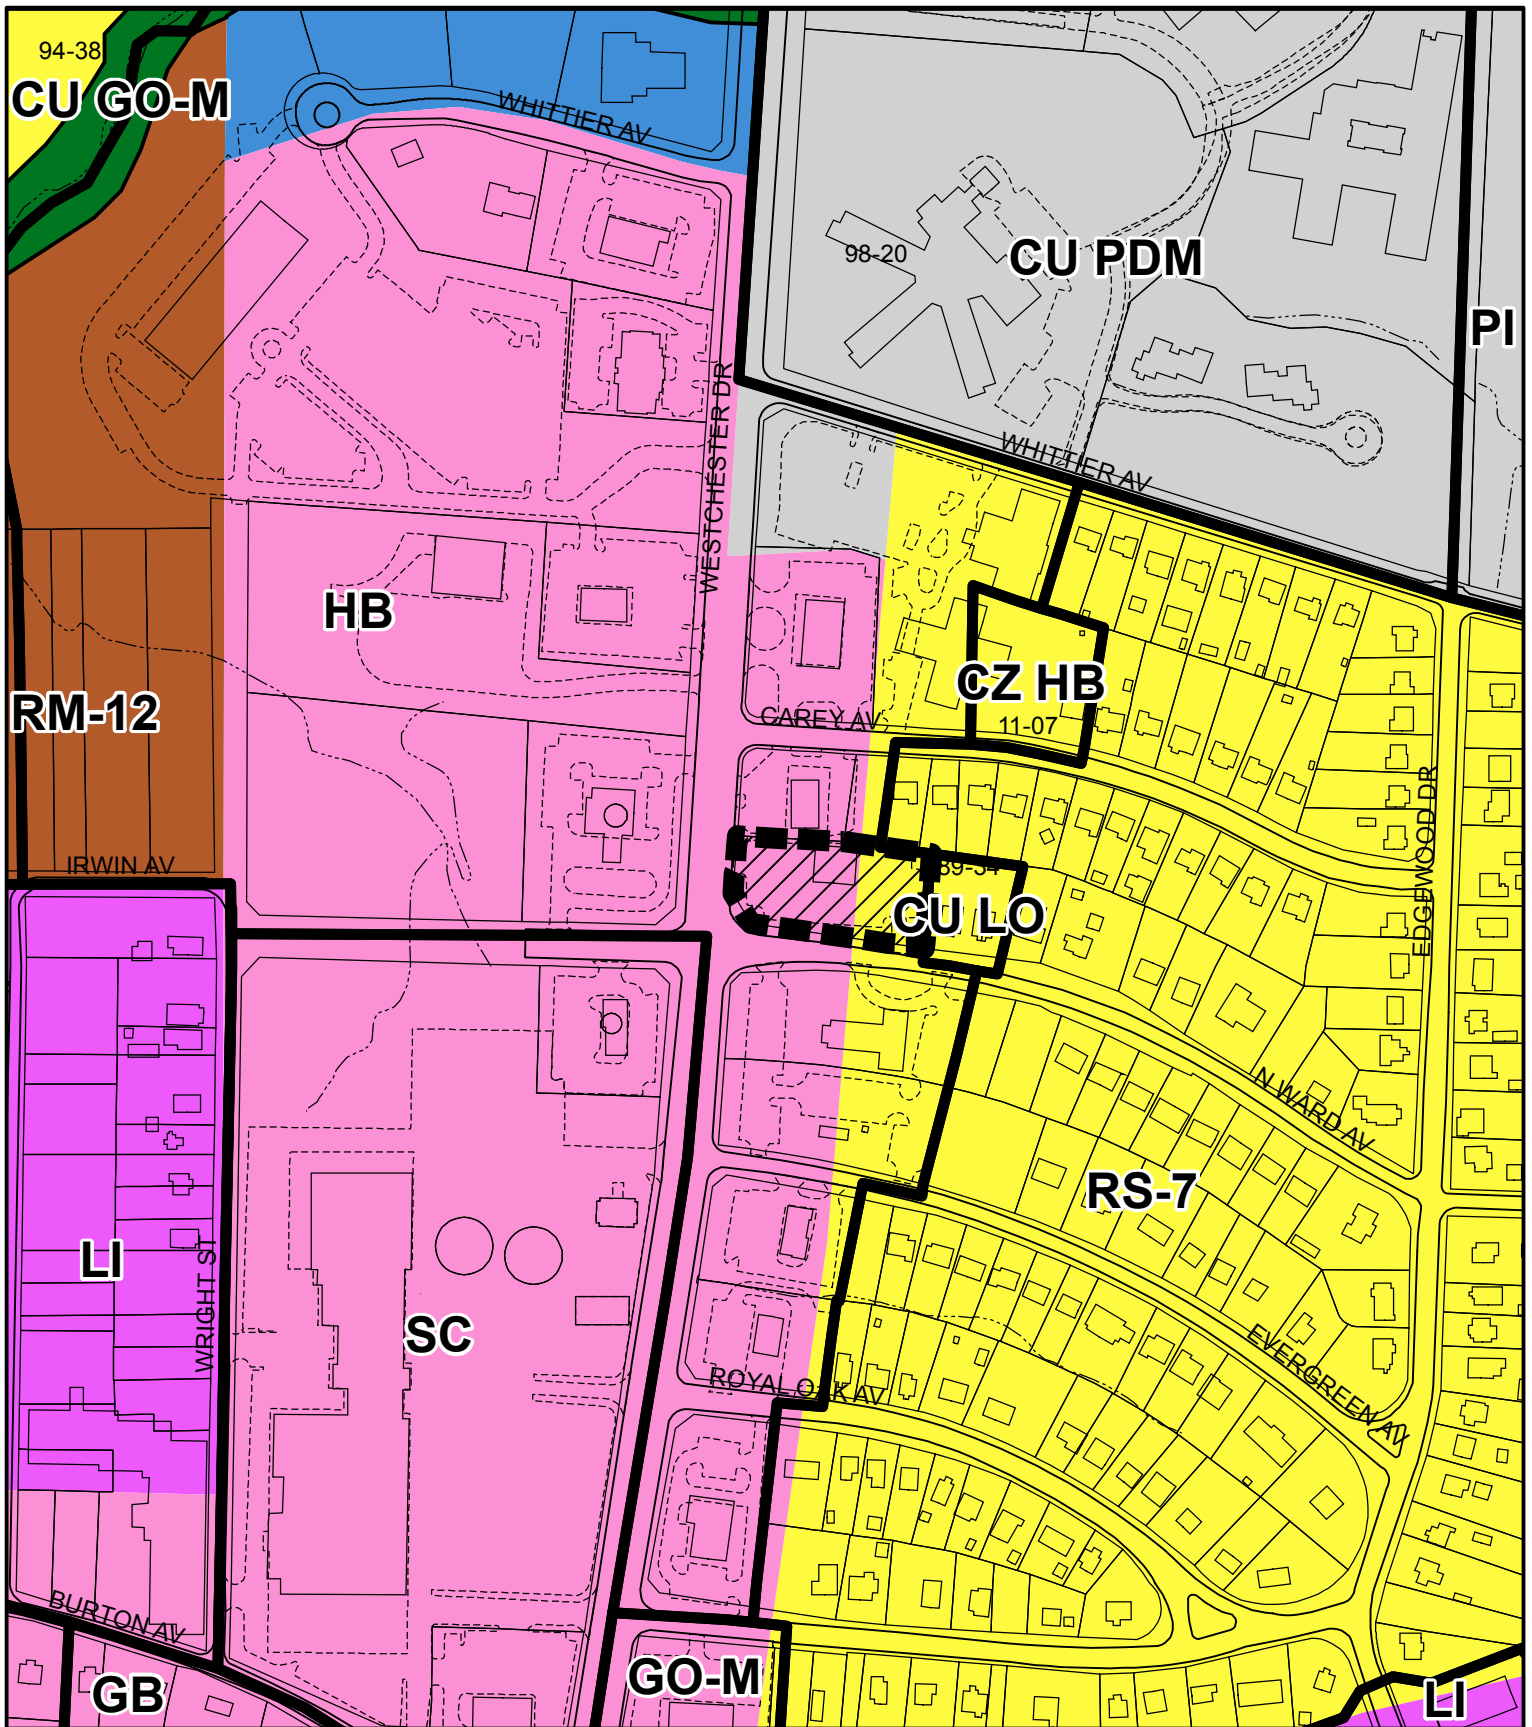 94-38
CU GO-M
WHITTIER AV
98-20
CU PDM
PI
WESTCHESTER DR
WHITTIER AV
HB
CZ HB
11-07
RM-12
CAREY AV
EDGEWOOD DR
IRWIN AV
89-34
CU LO
N WARD AV
RS-7
LI
WRIGHT ST
SC
EVERGREEN AV
ROYAL OAK AV
BURTON AV
GB
GO-M
LI